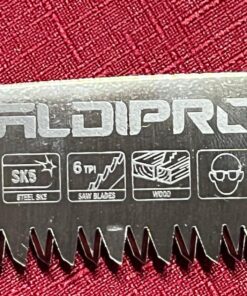 ALDIPRO
SK5 6 TPI
STEEL SK5 SAW BLADES WOOD